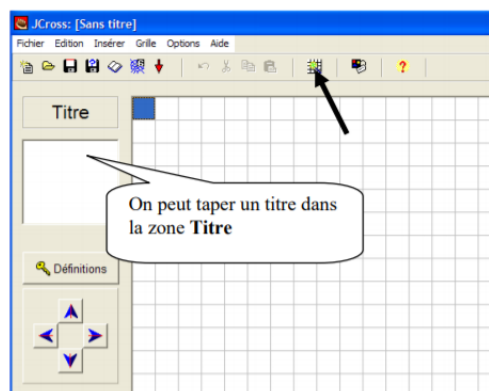 JCross: [Sans titre]
Fichier Edition Insérer Grille Options Aide
?
Titre
On peut taper un titre dans
la zone Titre
Définitions